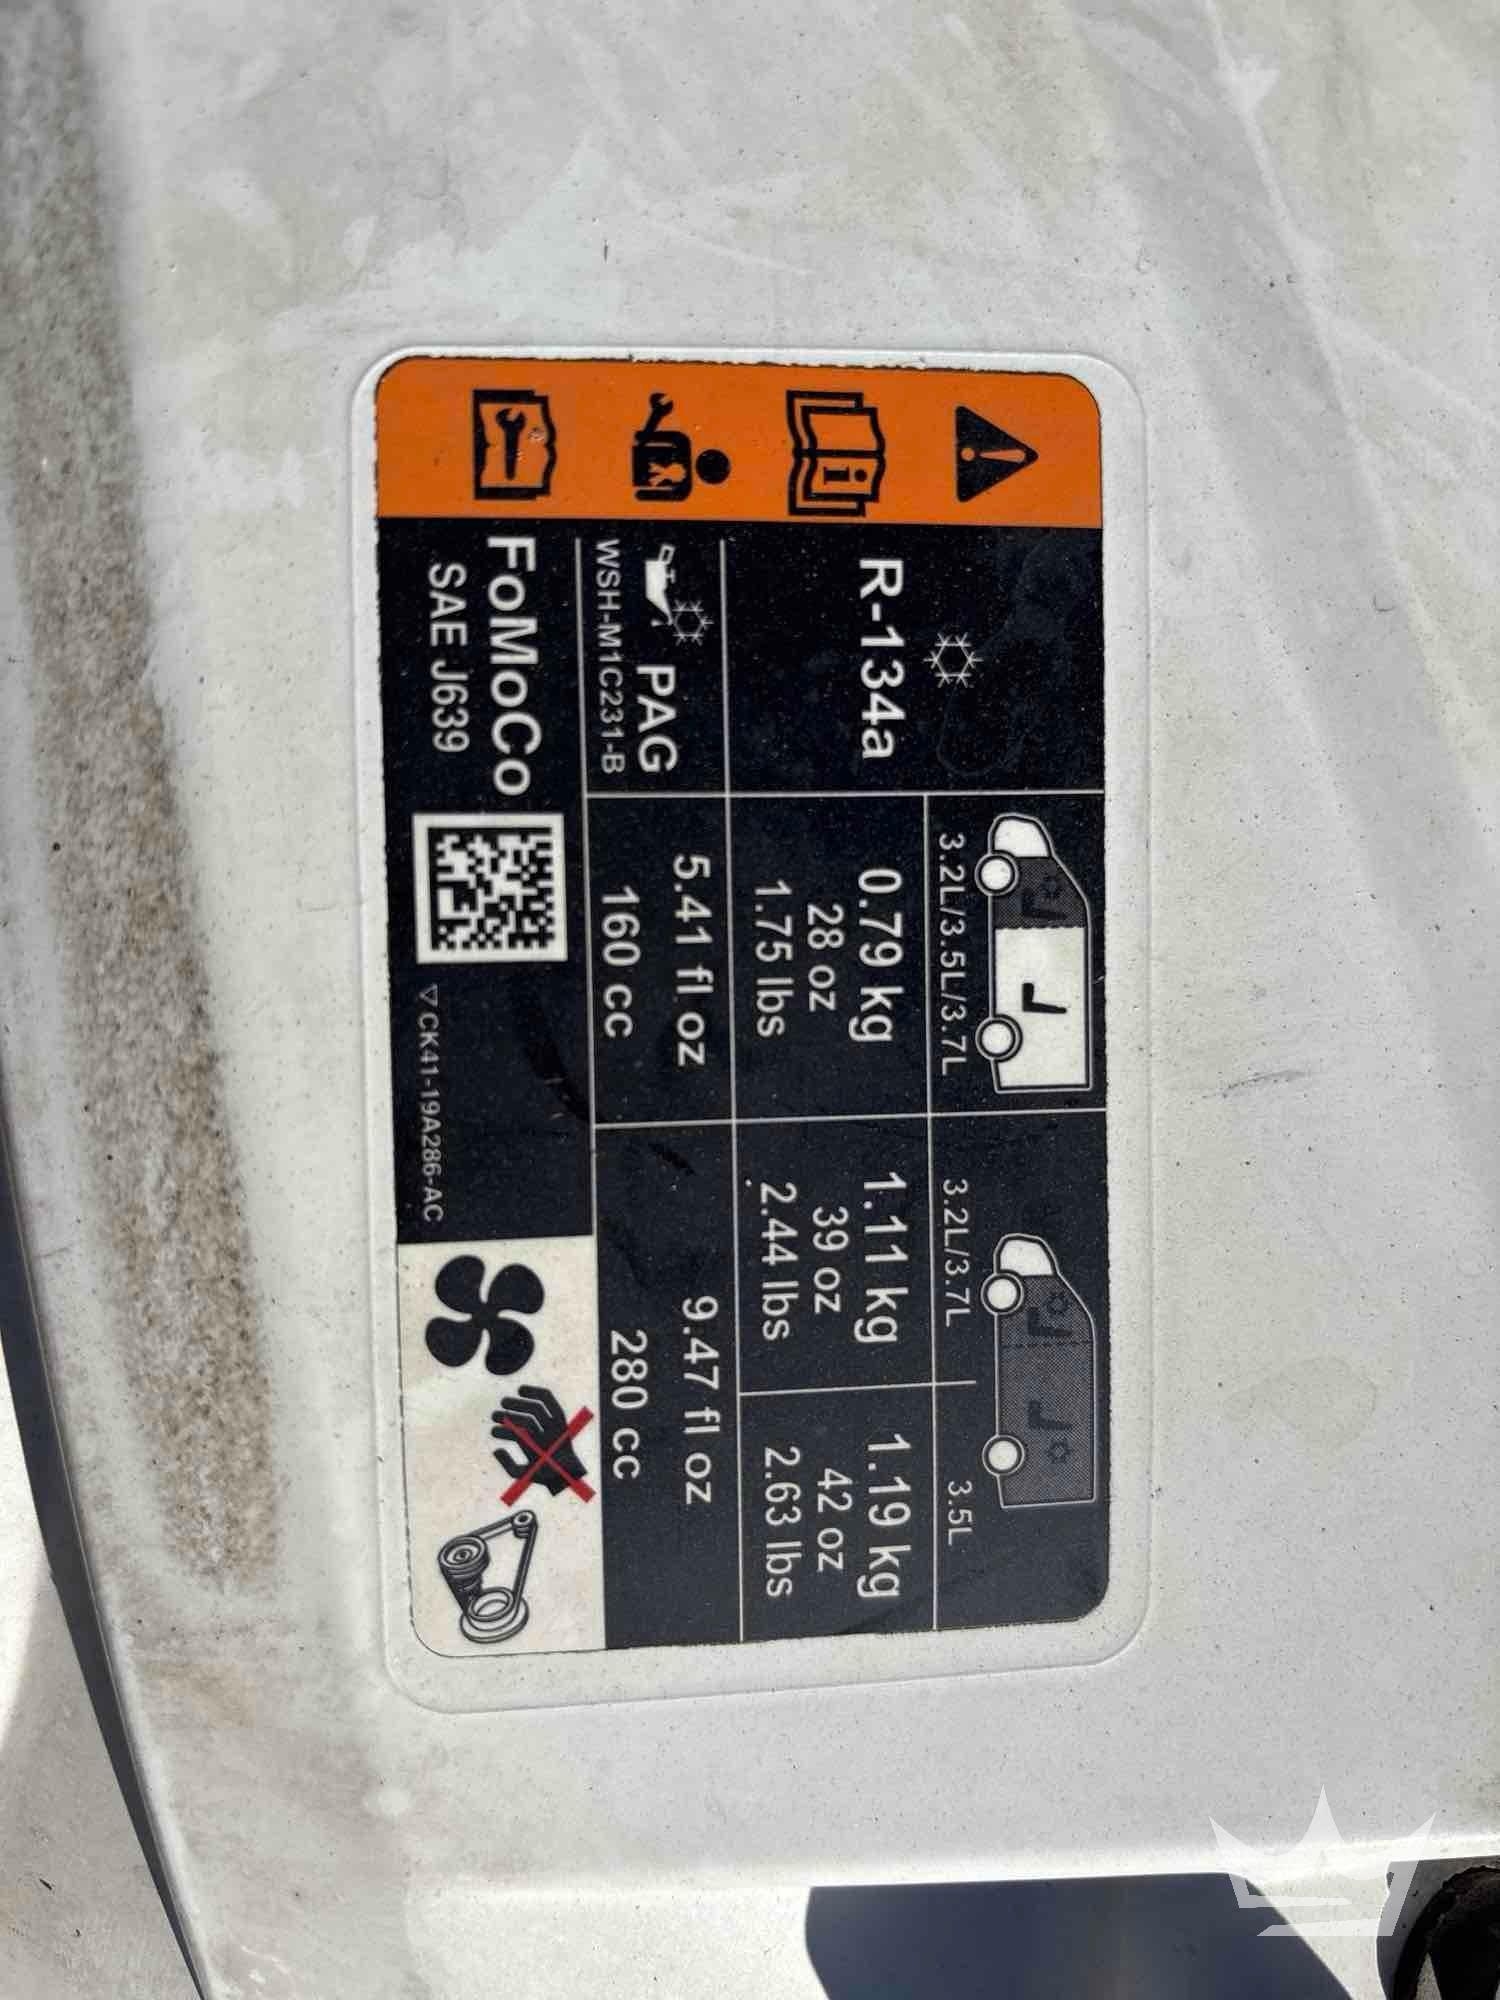 R-134a
3.2L/3.5L/3.7L
0.79 kg
28 oz
1.75 lbs
3.2L/3.7L
1.11 kg
39 oz
2.44 lbs
3.5L
1.19 kg
42 oz
2.63 lbs
PAG
WSH-M1C231-B
5.41 fl oz
160 cc
9.47 fl oz
280 cc
FoMoCo
SAE J639
▽CK41-19A286-AC